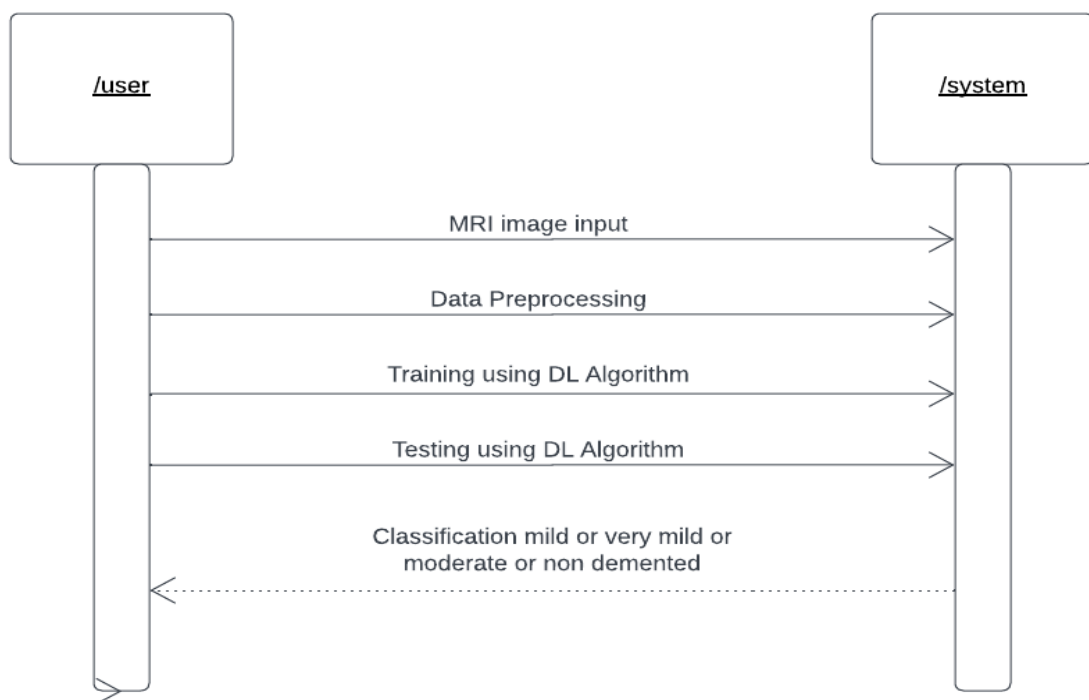 /user
/system
MRI image input
Data Preprocessing
Training using DL Algorithm
Testing using DL Algorithm
Classification mild or very mild or
moderate or non demented